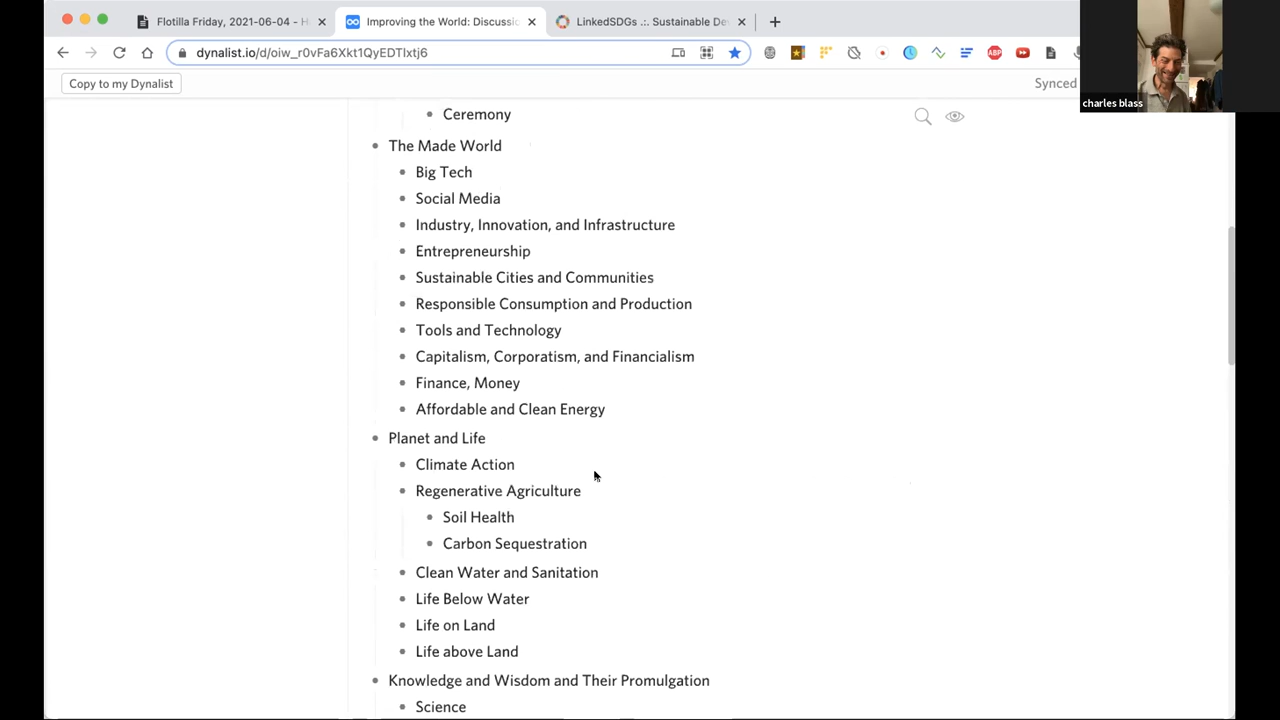 Flotilla Friday, 2021-06-04 - H
Improving the World: Discussi
LinkedSDGs .:. Sustainable De
dynalist.io/d/oiw_r0vFa6Xkt1QyEDTIxtj6
ABP
Copy to my Dynalist
Synced
charles blass
Ceremony
The Made World
Big Tech
Social Media
Industry, Innovation, and Infrastructure
Entrepreneurship
Sustainable Cities and Communities
Responsible Consumption and Production
Tools and Technology
Capitalism, Corporatism, and Financialism
Finance, Money
Affordable and Clean Energy
Planet and Life
Climate Action
Regenerative Agriculture
Soil Health
Carbon Sequestration
Clean Water and Sanitation
Life Below Water
Life on Land
Life above Land
Knowledge and Wisdom and Their Promulgation
Science